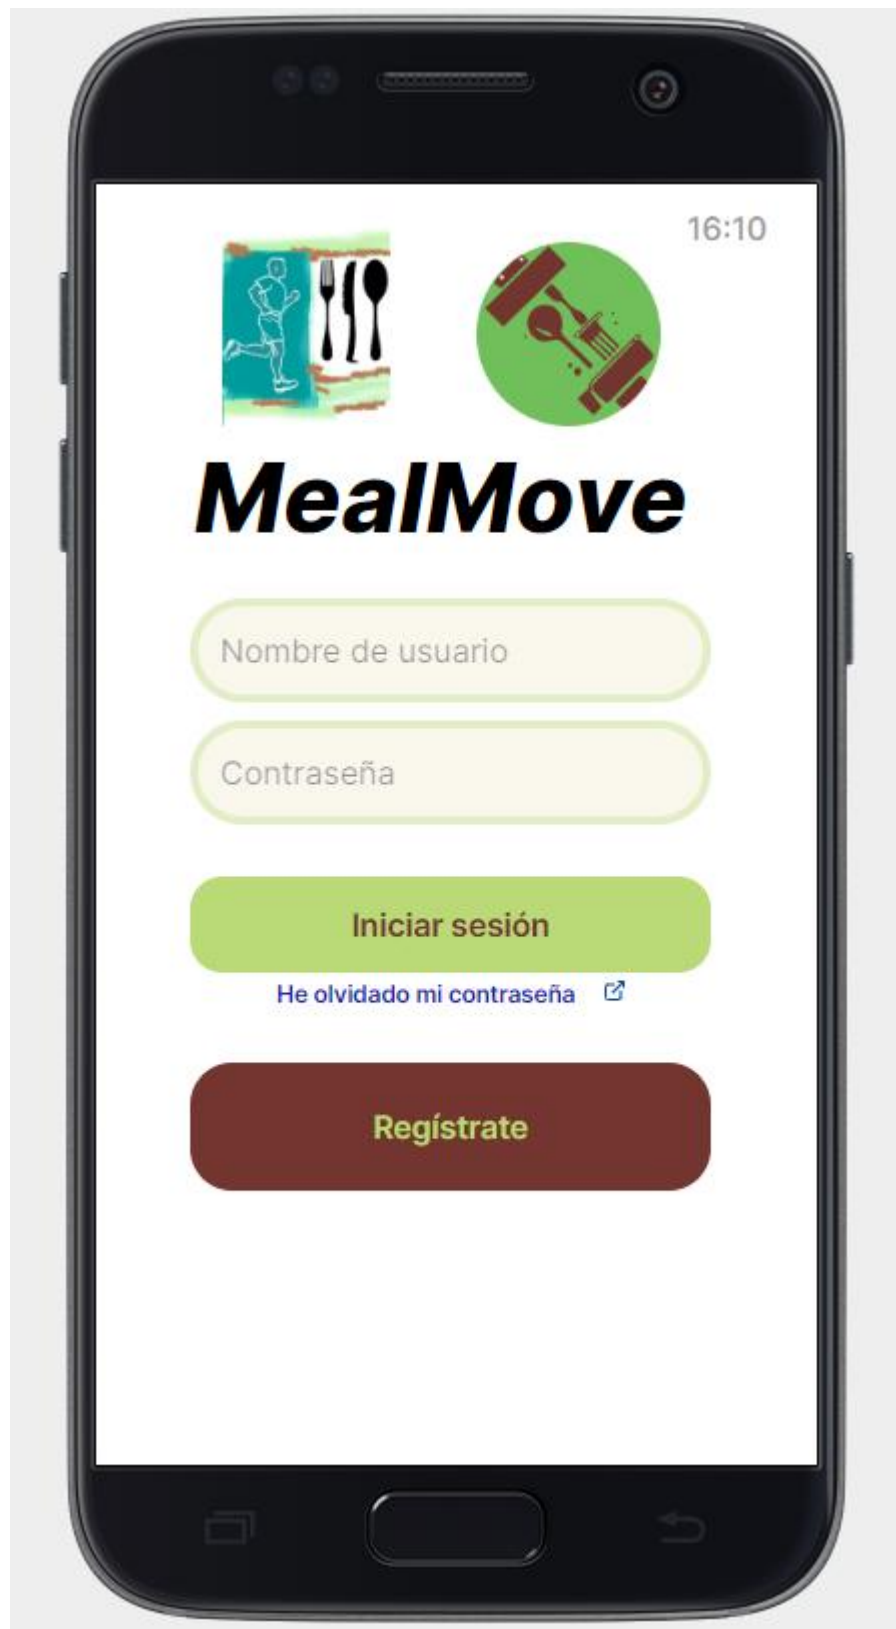 16:10
MealMove
Nombre de usuario
Contraseña
Iniciar sesión
He olvidado mi contraseña
Regístrate